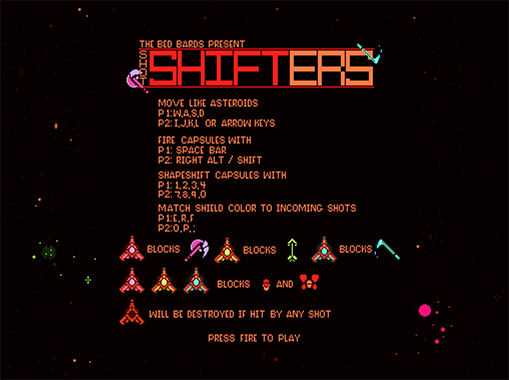 THE BED BARDS PRESENT
SHOT
SHIFTERS
MOVE LIKE ASTEROIDS
P1:W,A,S,D
P2:I,J,K,L OR ARROW KEYS
FIRE CAPSULES WITH
P1: SPACE BAR
P2: RIGHT ALT / SHIFT
SHAPESHIFT CAPSULES WITH
P1:1,2,3,4
P2:7,8,9,0
MATCH SHIELD COLOR TO INCOMING SHOTS
P1:E,R,F
P2:O,P,;
BLOCKS BLOCKS BLOCKS
BLOCKS AND
WILL BE DESTROYED IF HIT BY ANY SHOT
PRESS FIRE TO PLAY